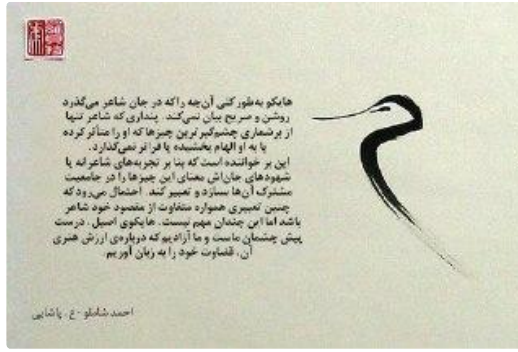 هایکو به‌طور کلی آن‌چه را که در جان شاعر می‌گذرد
روشن و صریح بیان نمی‌کند. پنداری که شاعر تنها
از برشماری چشم‌گیرترین چیزها که او را متأثر کرده
یا به او الهام بخشیده پا فراتر نمی‌گذارد.
این بر خواننده است که بنا بر تجربه‌های شاعرانه یا
شهودهای جان‌اش معنای این چیزها را در جامعیت
مشترک آن‌ها بسازد و تعبیر کند. احتمال می‌رود که
چنین تعبیری همواره متفاوت از مقصود خود شاعر
باشد اما این چندان مهم نیست. هایکوی اصیل، درست
پیش چشمان ماست و ما آزادیم که درباره‌ی ارزش هنری
آن، قضاوت خود را به زبان آوریم.
احمد شاملو - ع. پاشایی